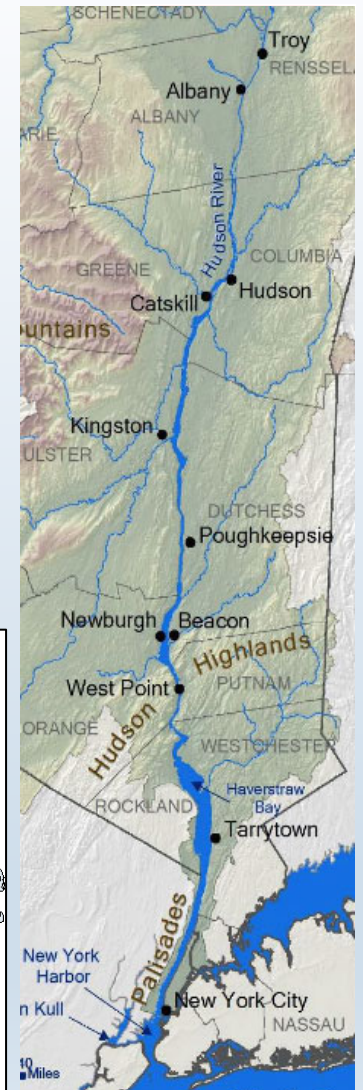 SCHENECTADY
Troy
RENSSEL
Albany
ALBANY
ARIE
Hudson River
COLUMBIA
GREENE
Hudson
Catskill
ountains
Kingston
ULSTER
DUTCHESS
Poughkeepsie
Newburgh
Beacon
Hudson Highlands
West Point
PUTNAM
ORANGE
WESTCHESTER
Haverstraw
Bay
ROCKLAND
Tarrytown
Palisades
New York
Harbor
New York City
n Kull
NASSAU
40
Miles